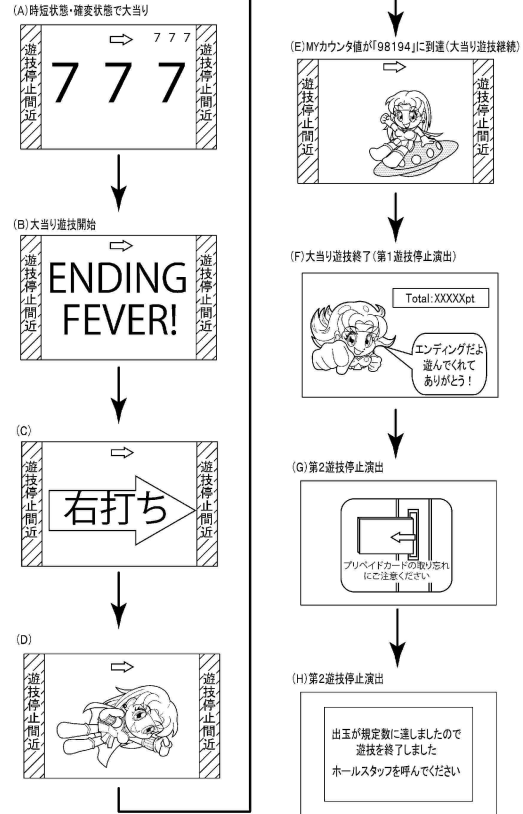 (A)時短状態・確変状態で大当り
7 7 7
遊技停止間近
7 7 7
遊技停止間近
(B)大当り遊技開始
遊技停止間近
ENDING
FEVER!
遊技停止間近
(C)
遊技停止間近
右打ち
遊技停止間近
(D)
遊技停止間近
遊技停止間近
(E)MYカウンタ値が「98194」に到達(大当り遊技継続)
遊技停止間近
遊技停止間近
(F)大当り遊技終了(第1遊技停止演出)
Total:XXXXXpt
エンディングだよ
遊んでくれて
ありがとう!
(G)第2遊技停止演出
プリペイドカードの取り忘れ
にご注意ください
(H)第2遊技停止演出
出玉が規定数に達しましたので
遊技を終了しました
ホールスタッフを呼んでください